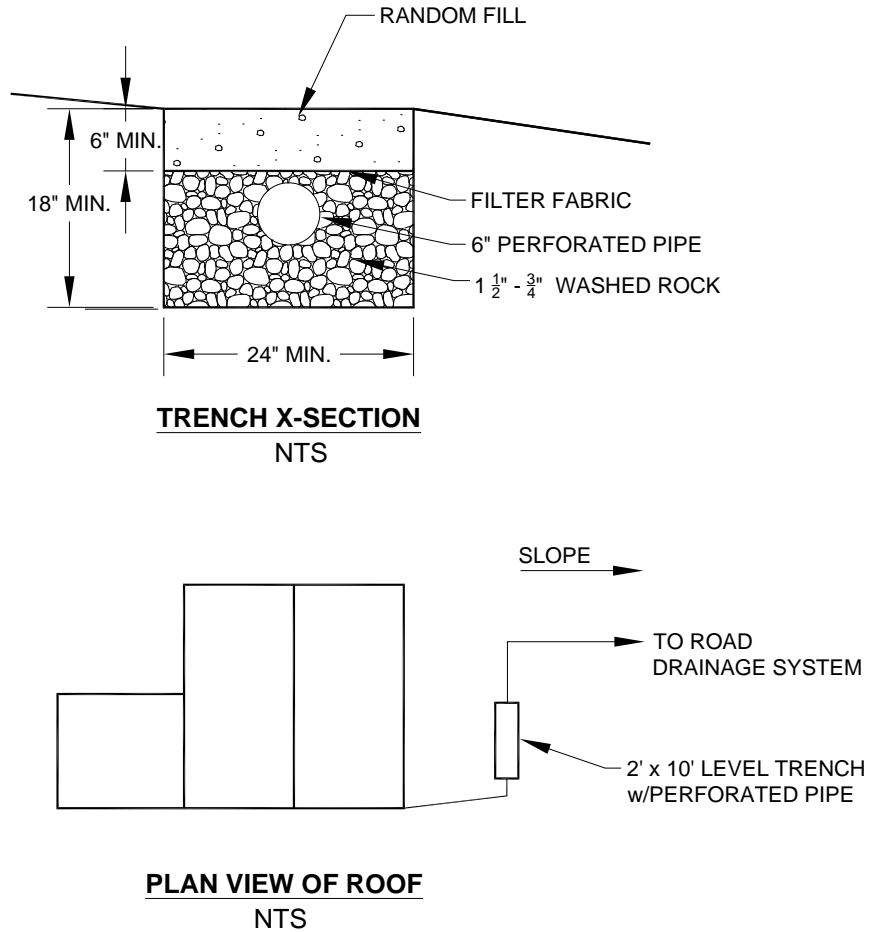 RANDOM FILL
6" MIN.
18" MIN.
FILTER FABRIC
6" PERFORATED PIPE
1 1/2" - 3/4" WASHED ROCK
24" MIN.
TRENCH X-SECTION
NTS
SLOPE
TO ROAD
DRAINAGE SYSTEM
2' x 10' LEVEL TRENCH
w/PERFORATED PIPE
PLAN VIEW OF ROOF
NTS